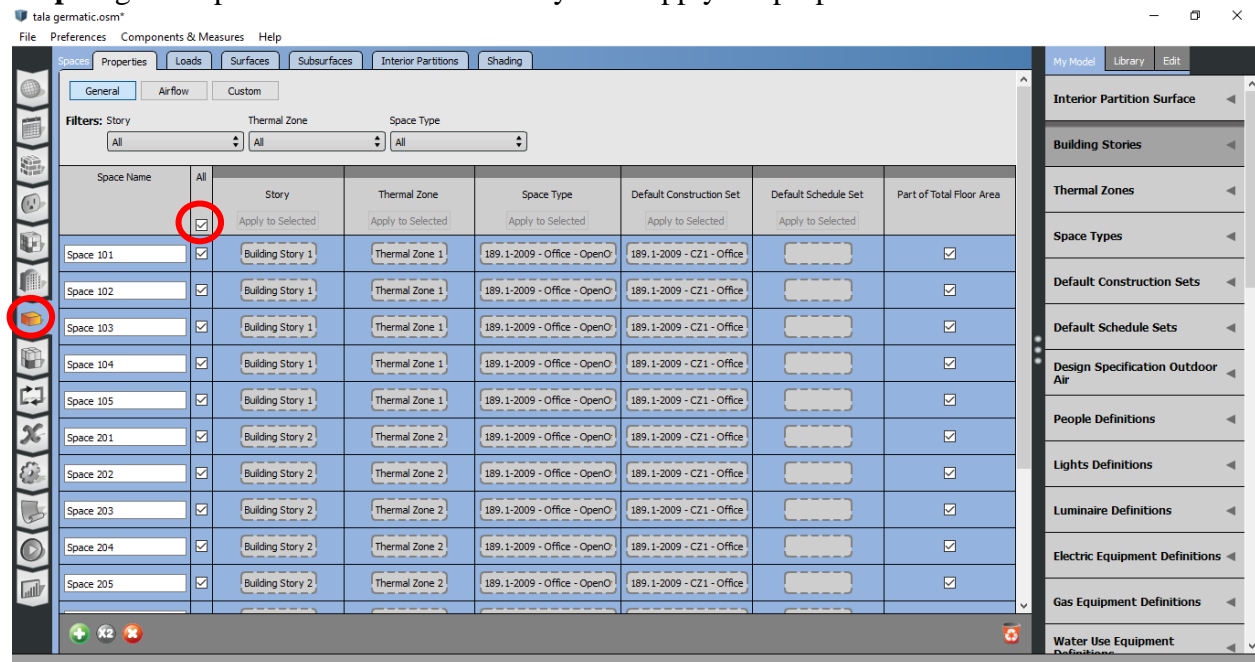 tala germatic.osm*
File Preferences Components & Measures Help
Spaces Properties Loads Surfaces Subsurfaces Interior Partitions Shading
My Model Library Edit
General Airflow Custom
Filters: Story Thermal Zone Space Type
All All All
Space Name All Story Thermal Zone Space Type Default Construction Set Default Schedule Set Part of Total Floor Area
Apply to Selected Apply to Selected Apply to Selected Apply to Selected Apply to Selected
Space 101 Building Story 1 Thermal Zone 1 189.1-2009 - Office - OpenO 189.1-2009 - CZ1 - Office
Space 102 Building Story 1 Thermal Zone 1 189.1-2009 - Office - OpenO 189.1-2009 - CZ1 - Office
Space 103 Building Story 1 Thermal Zone 1 189.1-2009 - Office - OpenO 189.1-2009 - CZ1 - Office
Space 104 Building Story 1 Thermal Zone 1 189.1-2009 - Office - OpenO 189.1-2009 - CZ1 - Office
Space 105 Building Story 1 Thermal Zone 1 189.1-2009 - Office - OpenO 189.1-2009 - CZ1 - Office
Space 201 Building Story 2 Thermal Zone 2 189.1-2009 - Office - OpenO 189.1-2009 - CZ1 - Office
Space 202 Building Story 2 Thermal Zone 2 189.1-2009 - Office - OpenO 189.1-2009 - CZ1 - Office
Space 203 Building Story 2 Thermal Zone 2 189.1-2009 - Office - OpenO 189.1-2009 - CZ1 - Office
Space 204 Building Story 2 Thermal Zone 2 189.1-2009 - Office - OpenO 189.1-2009 - CZ1 - Office
Space 205 Building Story 2 Thermal Zone 2 189.1-2009 - Office - OpenO 189.1-2009 - CZ1 - Office
X2
Interior Partition Surface
Building Stories
Thermal Zones
Space Types
Default Construction Sets
Default Schedule Sets
Design Specification Outdoor
Air
People Definitions
Lights Definitions
Luminaire Definitions
Electric Equipment Definitions
Gas Equipment Definitions
Water Use Equipment
Definitions